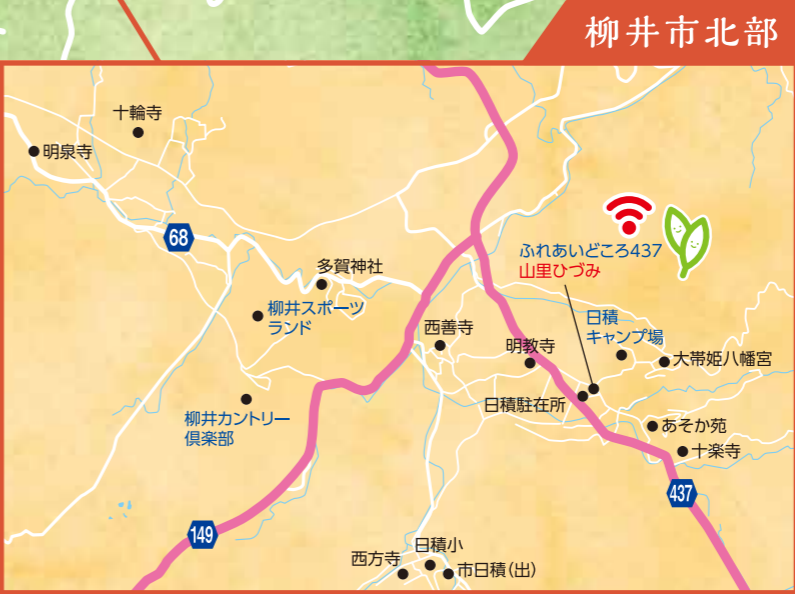 柳井市北部
十輪寺
明泉寺
68
多賀神社
柳井スポーツ
ランド
柳井カントリー
倶楽部
ふれあいどころ437
山里ひづみ
日積
キャンプ場
西善寺
明教寺
大帯姫八幡宮
日積駐在所
あそか苑
十楽寺
437
149
西方寺
日積小
市日積(出)